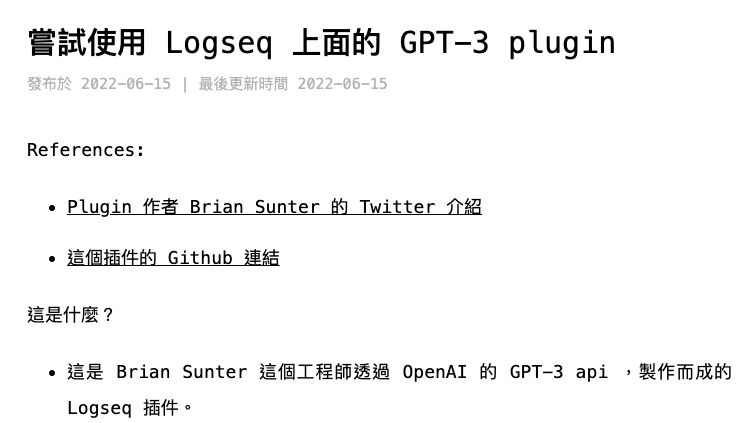 嘗試使用 Logseq 上面的 GPT-3 plugin
發布於 2022-06-15 | 最後更新時間 2022-06-15
References:
Plugin 作者 Brian Sunter 的 Twitter 介紹
這個插件的 Github 連結
這是什麼？
這是 Brian Sunter 這個工程師透過 OpenAI 的 GPT-3 api ，製作而成的
Logseq 插件。